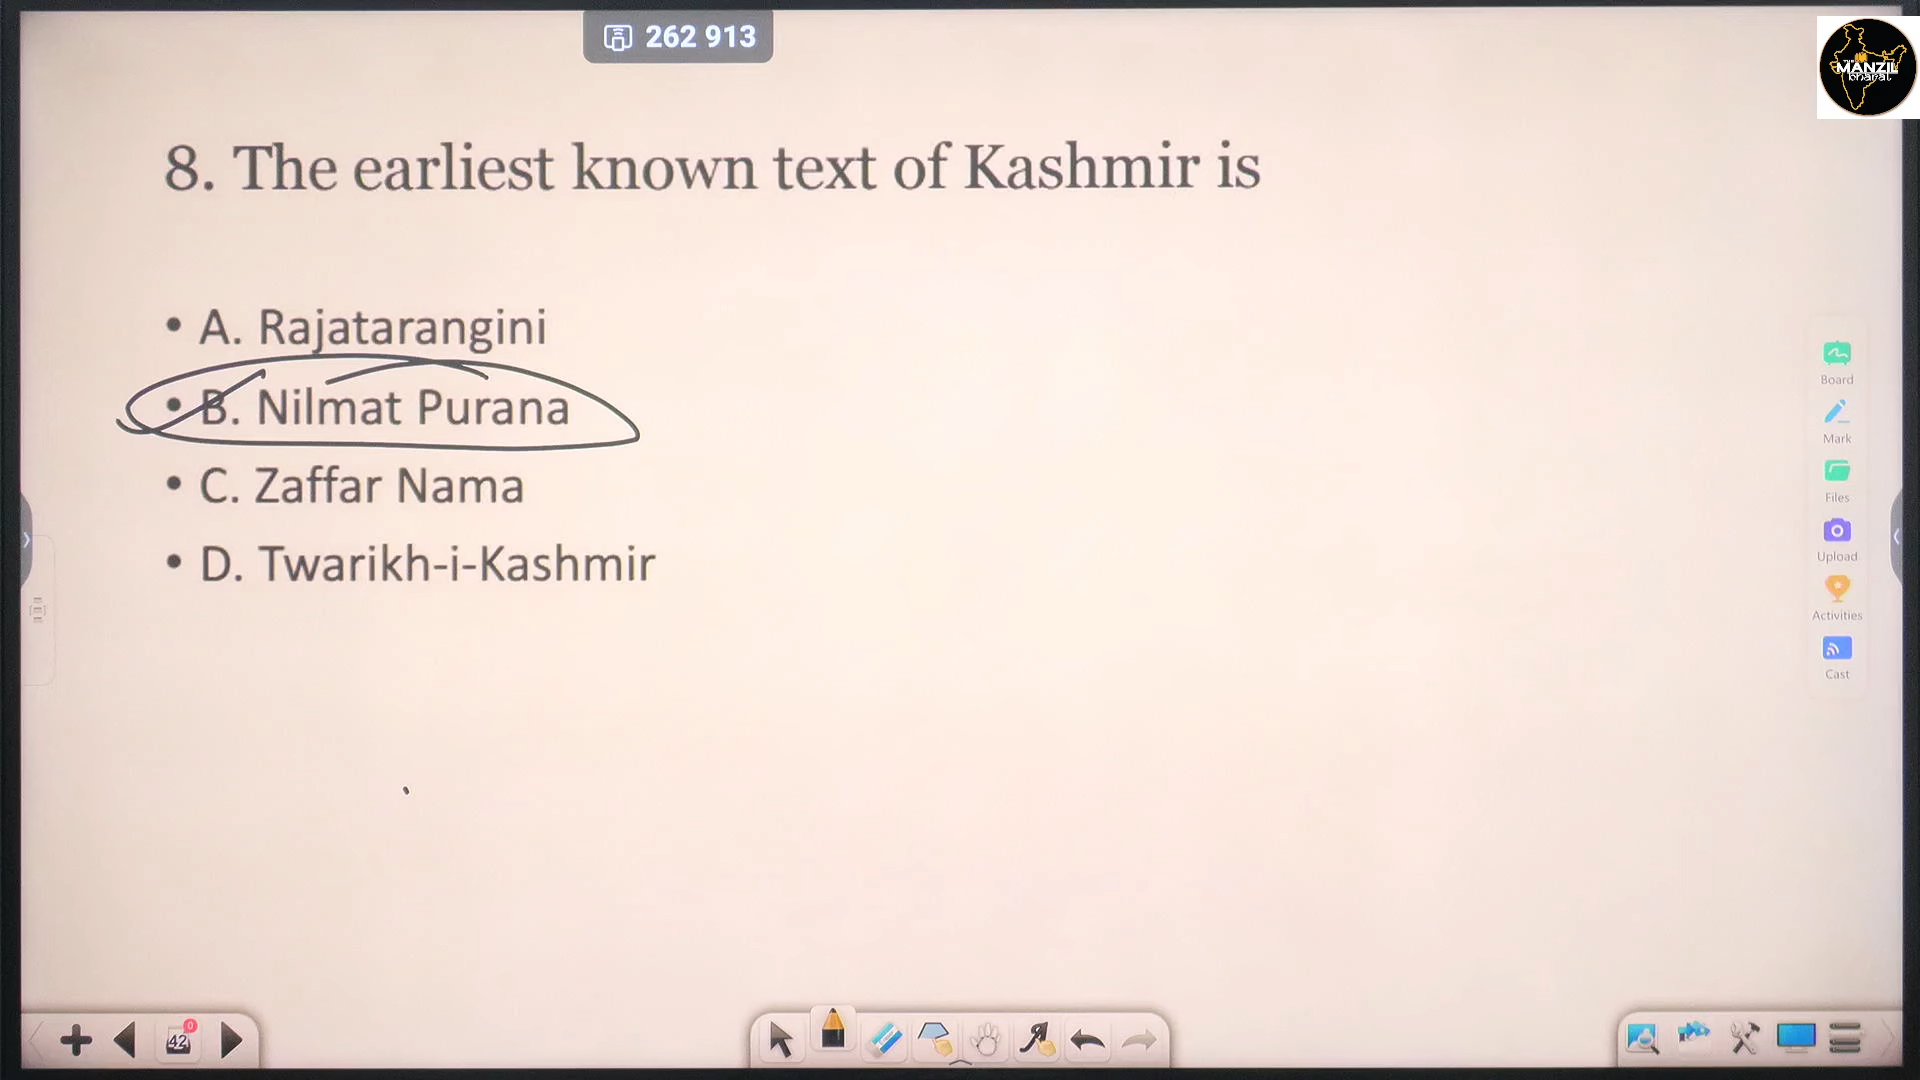 262 913
MANZIL
bharat
8. The earliest known text of Kashmir is
• A. Rajatarangini
• B. Nilmat Purana
• C. Zaffar Nama
• D. Twarikh-i-Kashmir
Board
Mark
Files
Upload
Activities
Cast
42
0